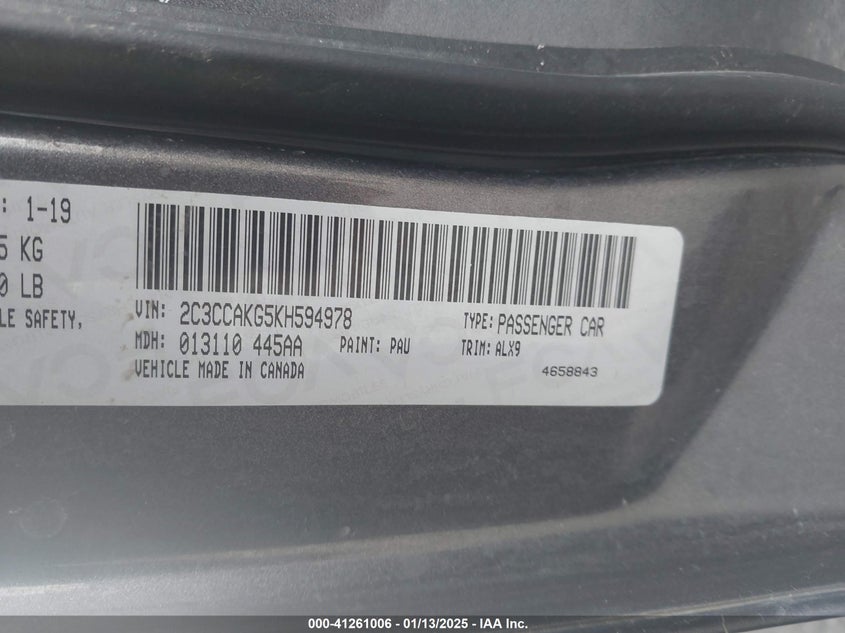 : 1-19
5 KG
0 LB
LE SAFETY,
VIN: 2C3CCAKG5KH594978 TYPE: PASSENGER CAR
MDH: 013110 445AA PAINT: PAU TRIM: ALX9
VEHICLE MADE IN CANADA 4658843
000-41261006 - 01/13/2025 - IAA Inc.